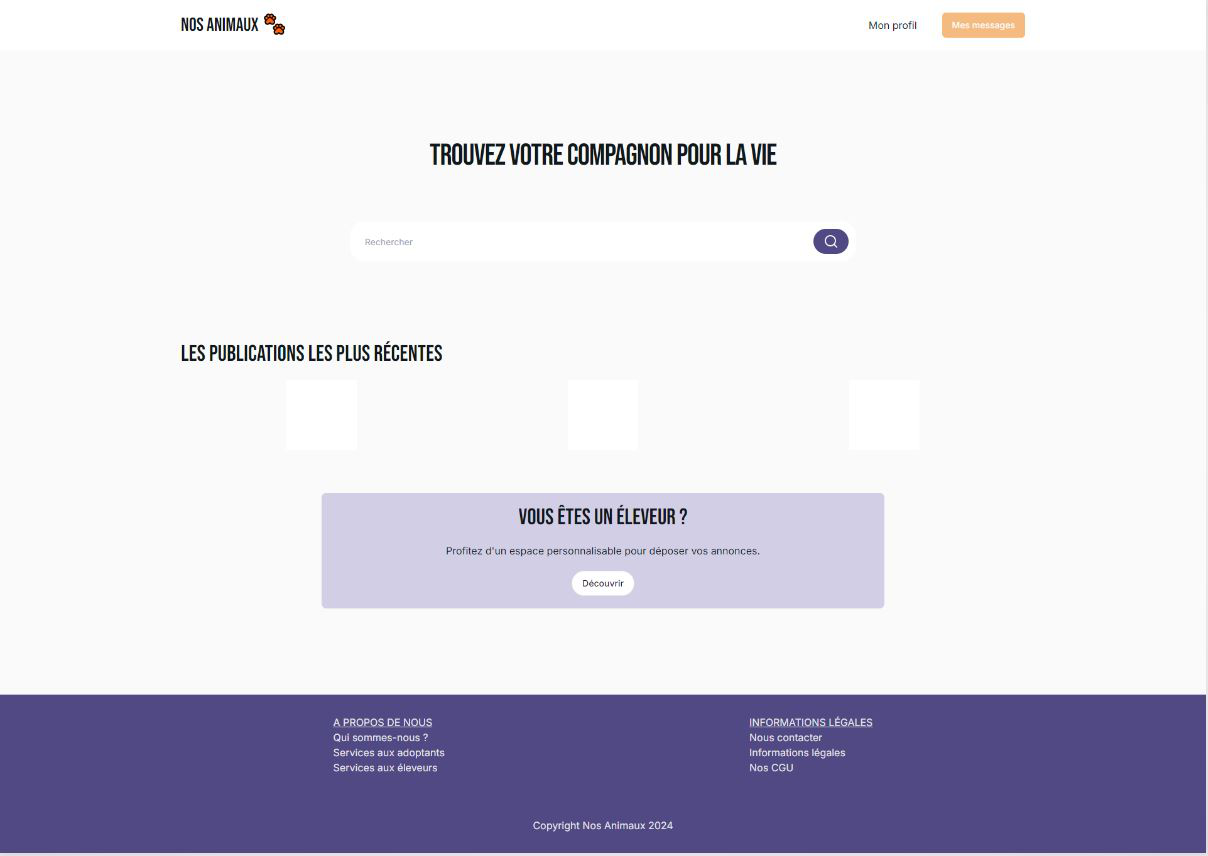 NOS ANIMAUX
Mon profil
Mes messages
TROUVEZ VOTRE COMPAGNON POUR LA VIE
Rechercher
LES PUBLICATIONS LES PLUS RÉCENTES
VOUS ÊTES UN ÉLEVEUR ?
Profitez d'un espace personnalisable pour déposer vos annonces.
Découvrir
A PROPOS DE NOUS
Qui sommes-nous ?
Services aux adoptants
Services aux éleveurs
INFORMATIONS LÉGALES
Nous contacter
Informations légales
Nos CGU
Copyright Nos Animaux 2024